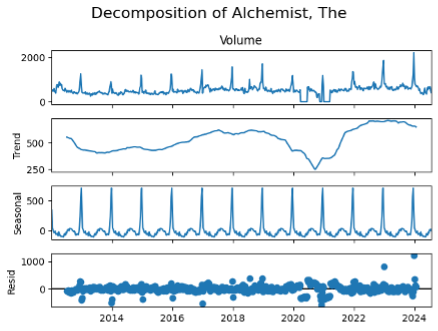 Decomposition of Alchemist, The
Volume
2000
0
Trend
500
250
Seasonal
500
0
Resid
1000
0
2014 2016 2018 2020 2022 2024